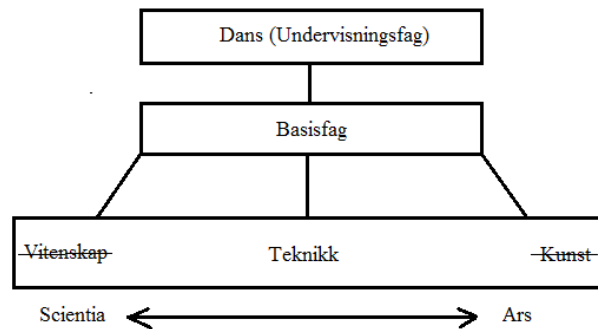 Dans (Undervisningsfag)
Basisfag
Vitenskap Teknikk Kunst
Scientia Ars